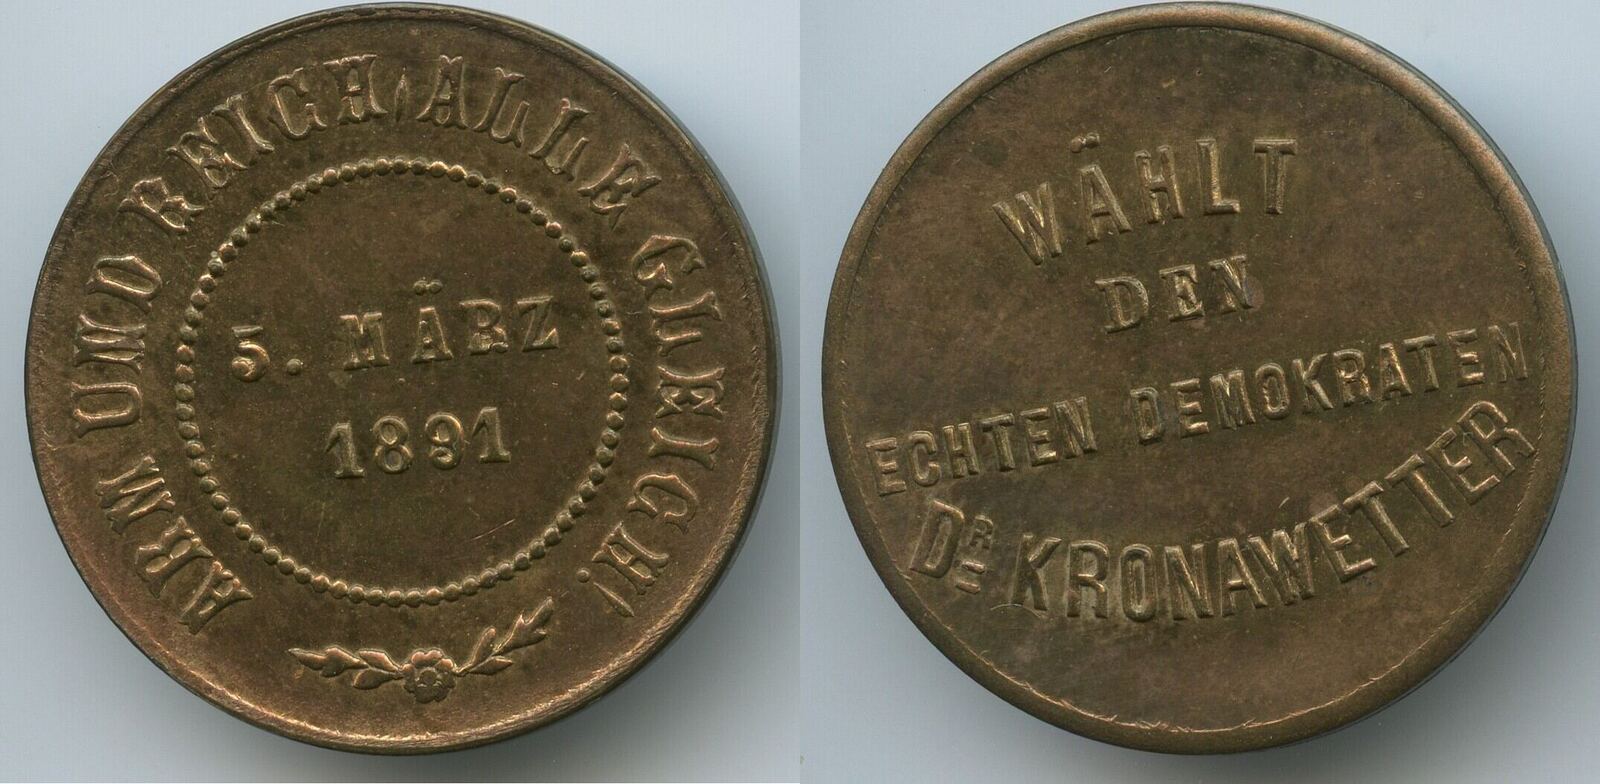 ARM UND REICH ALLE GLEICH!
5. MÄRZ
1891
WÄHLT
DEN
ECHTEN DEMOKRATEN
DR KRONAWETTER